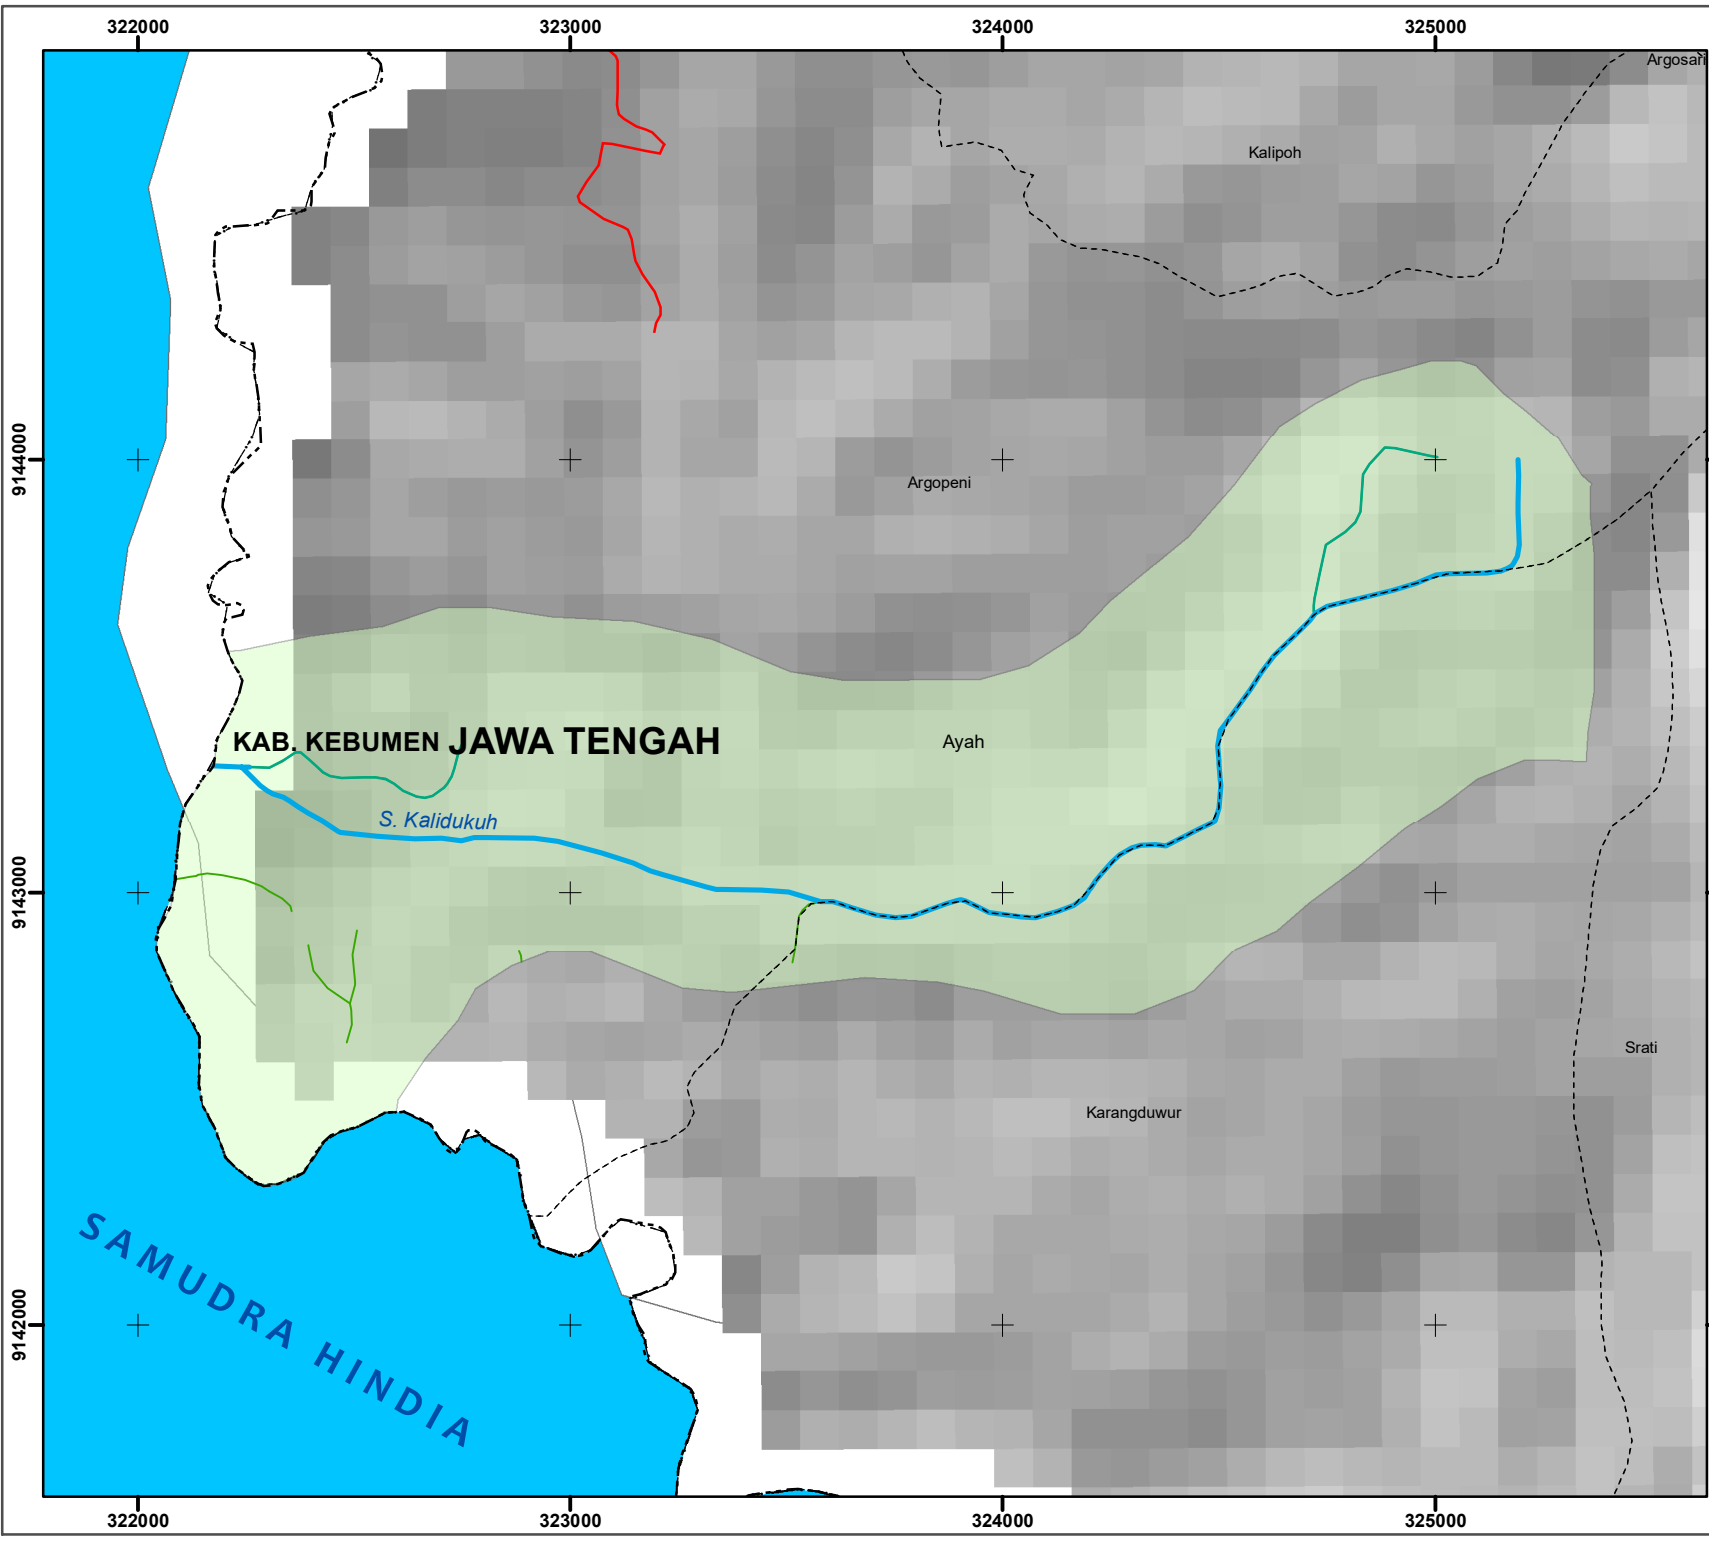 322000 323000 324000 325000
Argosari
Kalipoh
9144000
Argopeni
KAB. KEBUMEN JAWA TENGAH
Ayah
S. Kalidukuh
9143000
Srati
Karangduwur
SAMUDRA HINDIA
9142000
322000 323000 324000 325000